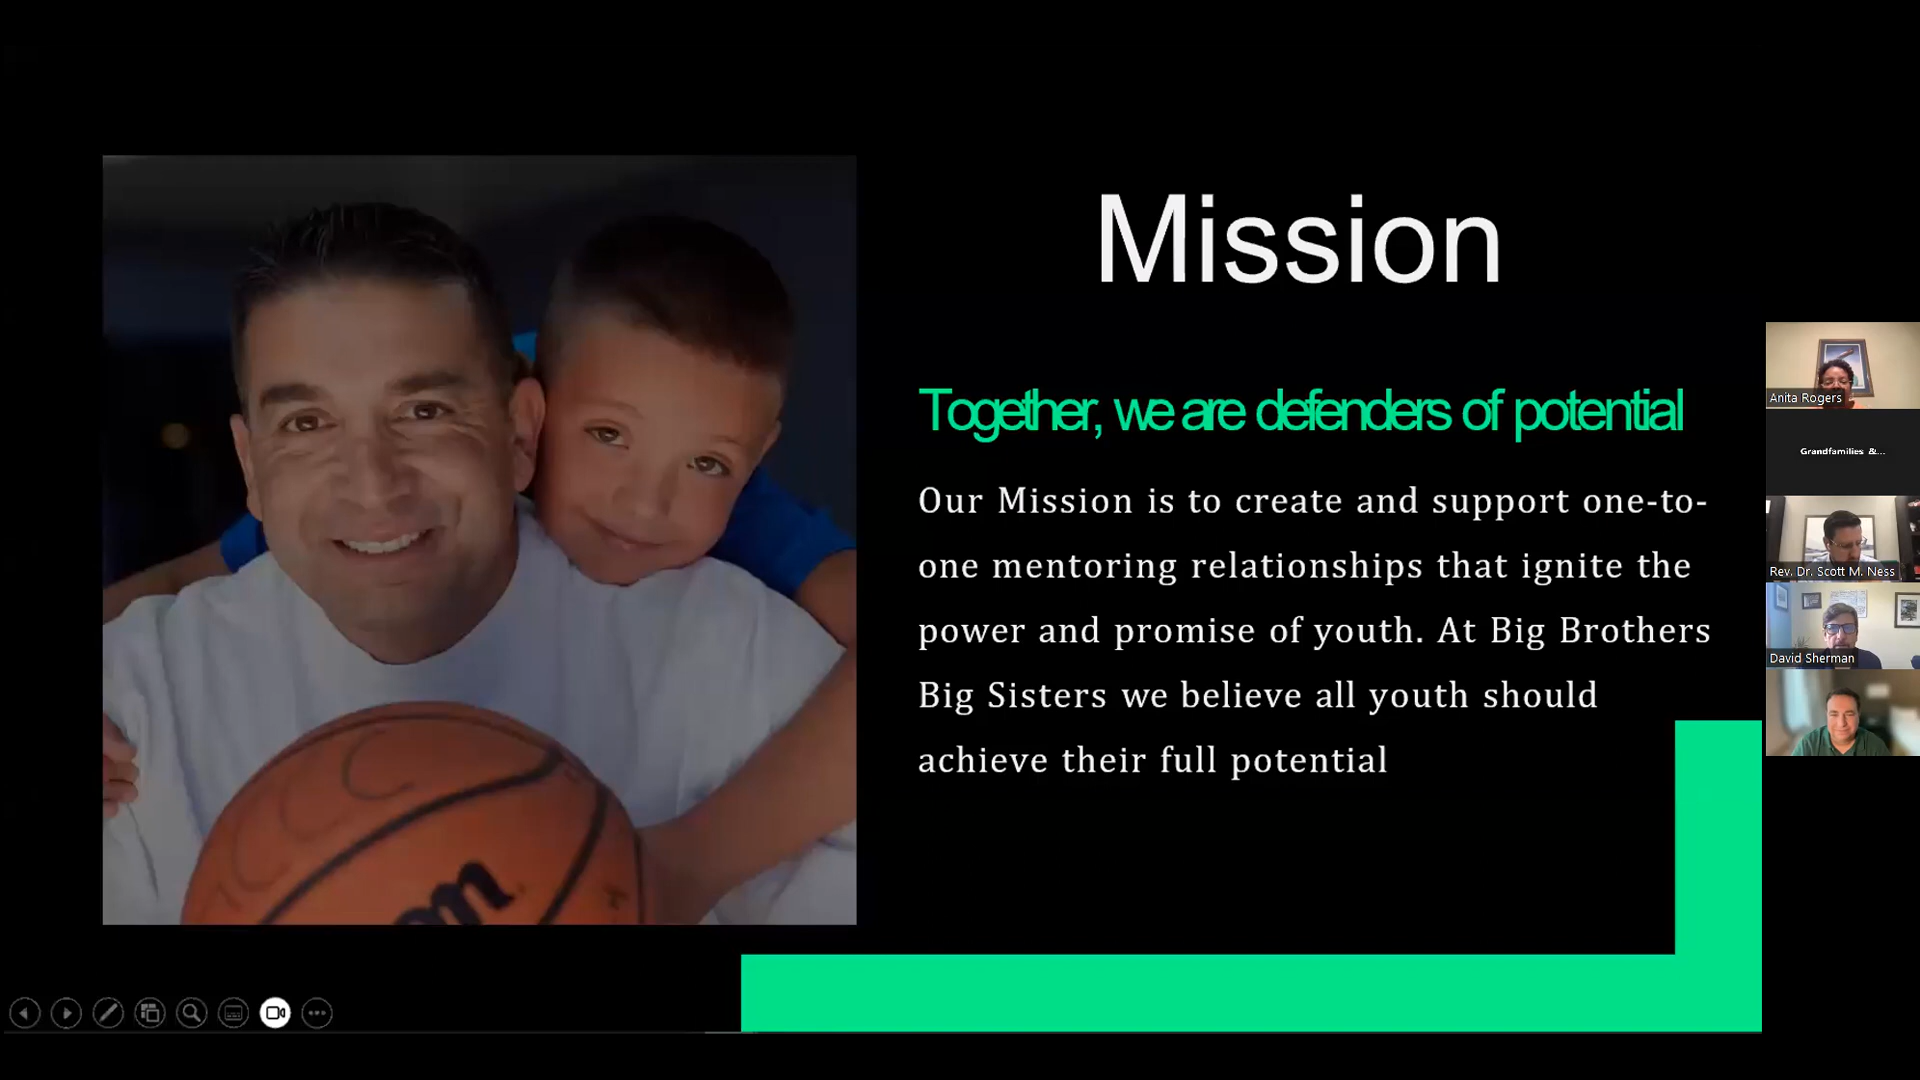 Mission
Together, we are defenders of potential
Our Mission is to create and support one-to-
one mentoring relationships that ignite the
power and promise of youth. At Big Brothers
Big Sisters we believe all youth should
achieve their full potential
Anita Rogers
Grandfamilies &...
Rev. Dr. Scott M. Ness
David Sherman